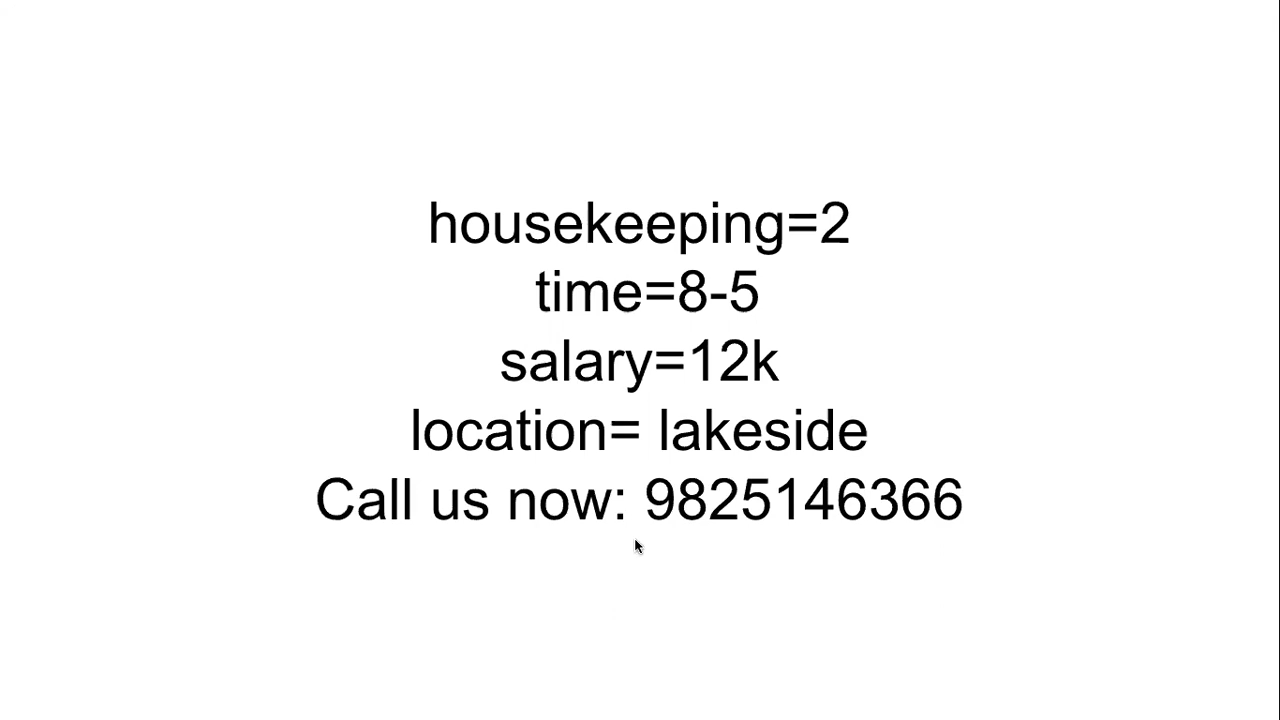 housekeeping=2
time=8-5
salary=12k
location= lakeside
Call us now: 9825146366